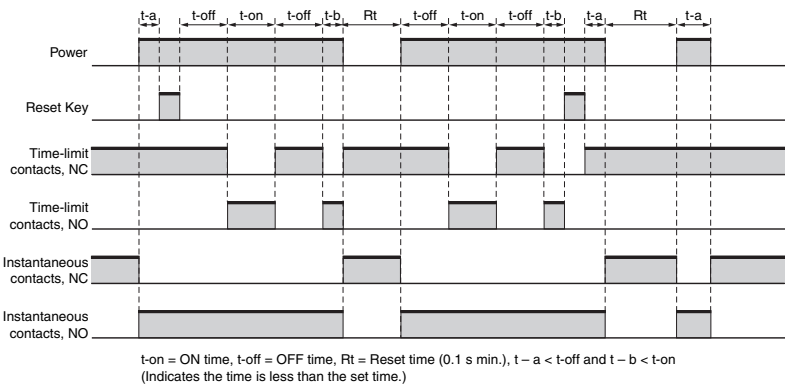 t-a t-off t-on t-off t-b Rt t-off t-on t-off t-b t-a Rt t-a
Power
Reset Key
Time-limit
contacts, NC
Time-limit
contacts, NO
Instantaneous
contacts, NC
Instantaneous
contacts, NO
t-on = ON time, t-off = OFF time, Rt = Reset time (0.1 s min.), t – a < t-off and t – b < t-on
(Indicates the time is less than the set time.)